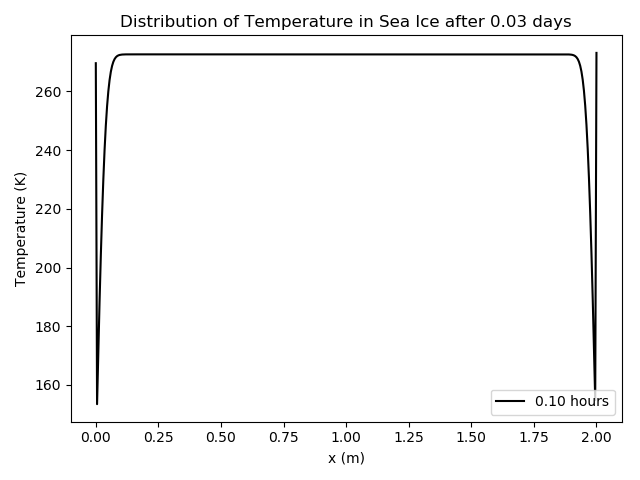 Distribution of Temperature in Sea Ice after 0.03 days
Temperature (K)
260
240
220
200
180
160
0.10 hours
0.00 0.25 0.50 0.75 1.00 1.25 1.50 1.75 2.00
x (m)